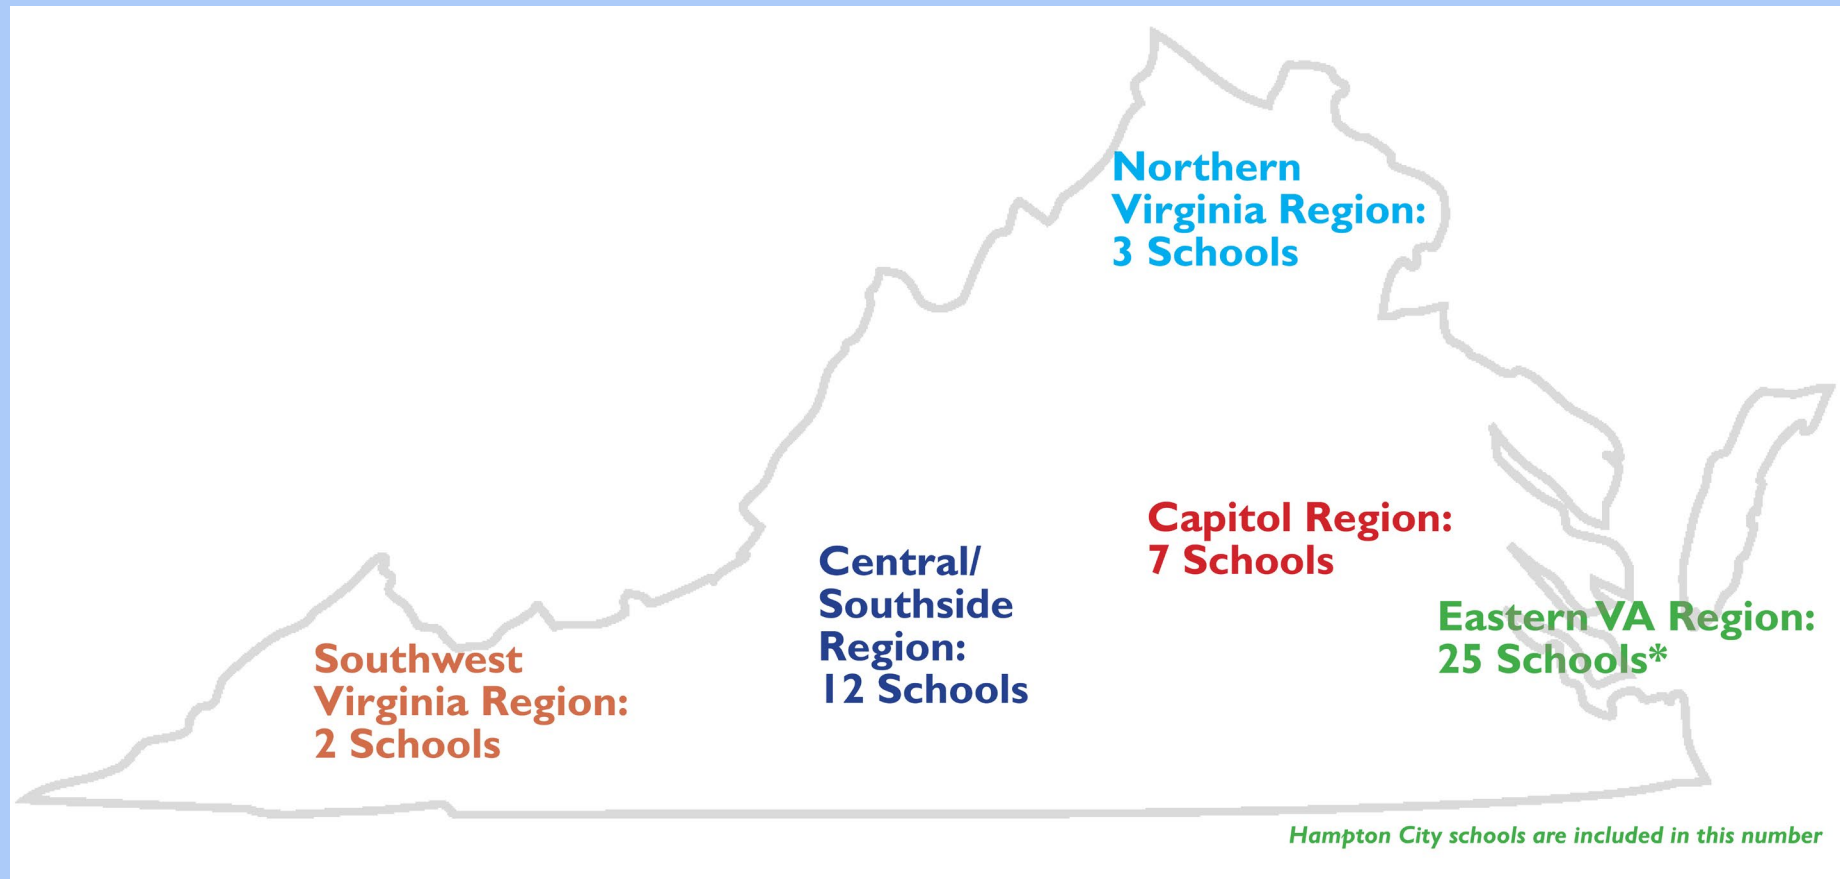 Northern
Virginia Region:
3 Schools
Capitol Region:
7 Schools
Central/
Southside
Region:
12 Schools
Eastern VA Region:
25 Schools*
Southwest
Virginia Region:
2 Schools
Hampton City schools are included in this number